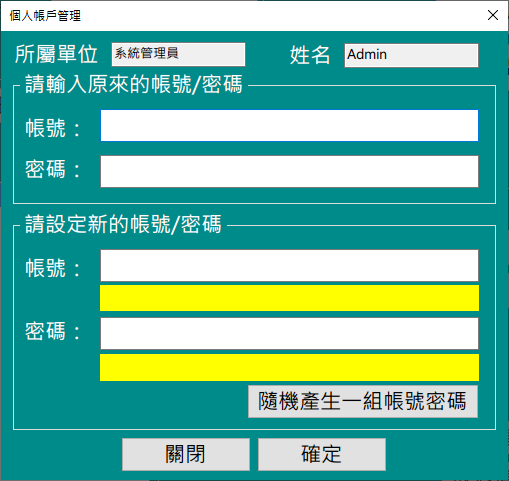 個人帳戶管理
所屬單位 系統管理員 姓名 Admin
請輸入原來的帳號/密碼
帳號：
密碼：
請設定新的帳號/密碼
帳號：
密碼：
隨機產生一組帳號密碼
關閉 確定